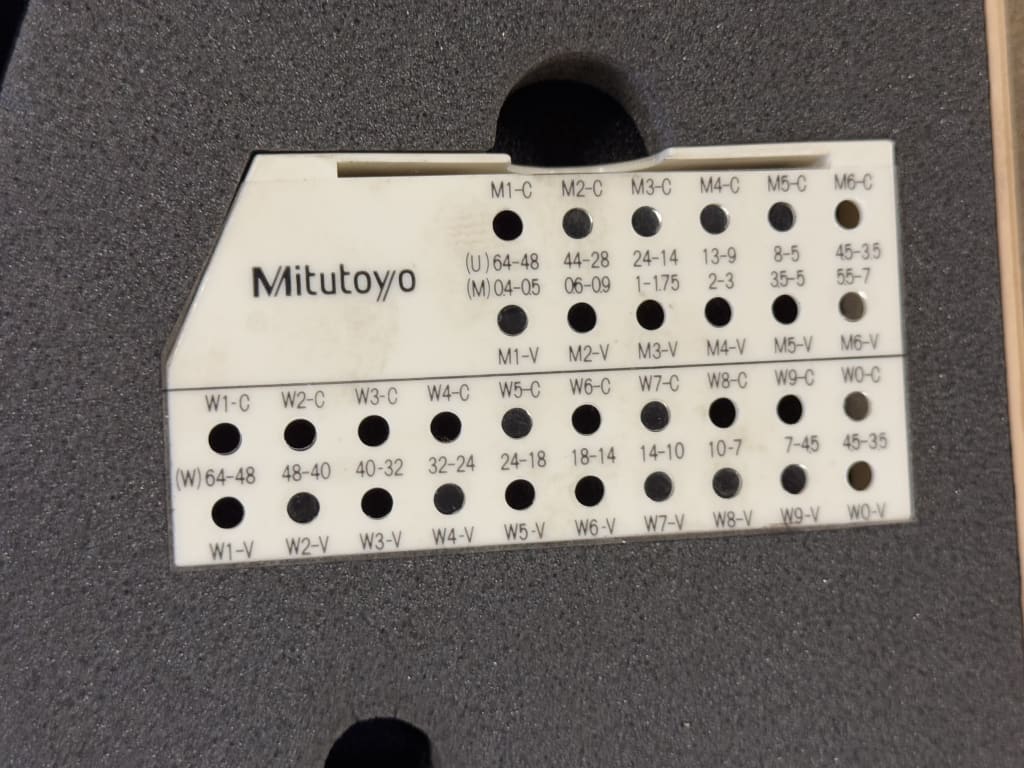 M1-C M2-C M3-C M4-C M5-C M6-C
Mitutoyo
(U) 64-48 44-28 24-14 13-9 8-5 4.5-3.5
(M) 0.4-0.5 0.6-0.9 1-1.75 2-3 3.5-5 5.5-7
M1-V M2-V M3-V M4-V M5-V M6-V
W1-C W2-C W3-C W4-C W5-C W6-C W7-C W8-C W9-C W0-C
(W) 64-48 48-40 40-32 32-24 24-18 18-14 14-10 10-7 7-4.5 4.5-3.5
W1-V W2-V W3-V W4-V W5-V W6-V W7-V W8-V W9-V W0-V